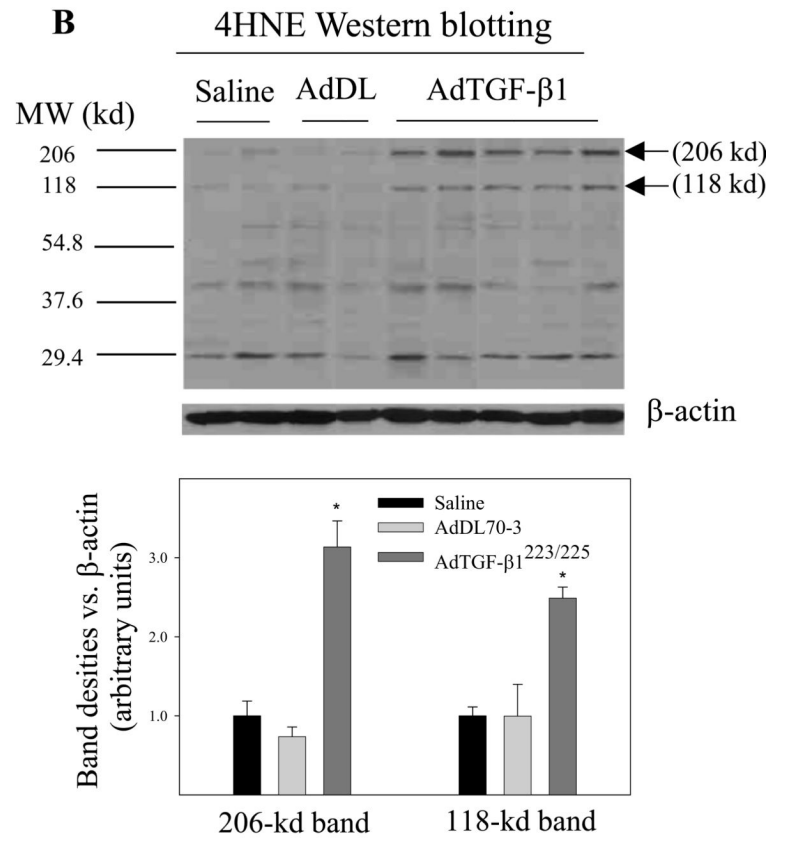 B
4HNE Western blotting
Saline AdDL AdTGF-β1
MW (kd)
206
118
54.8
37.6
29.4
(206 kd)
(118 kd)
β-actin
Band desities vs. β-actin
(arbitrary units)
3.0
2.0
1.0
*
Saline
AdDL70-3
AdTGF-β1223/225
*
206-kd band 118-kd band